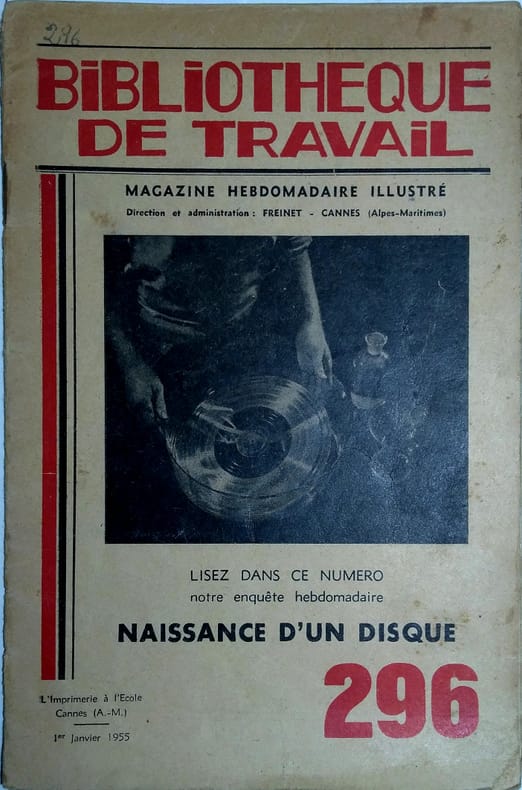 296
BiBLiOTHEQUE
DE TRAVAiL
MAGAZINE HEBDOMADAIRE ILLUSTRÉ
Direction et administration : FREINET - CANNES (Alpes-Maritimes)
LISEZ DANS CE NUMERO
notre enquête hebdomadaire
NAISSANCE D'UN DISQUE
296
L'Imprimerie à l'Ecole
Cannes (A.-M.)
1er Janvier 1955